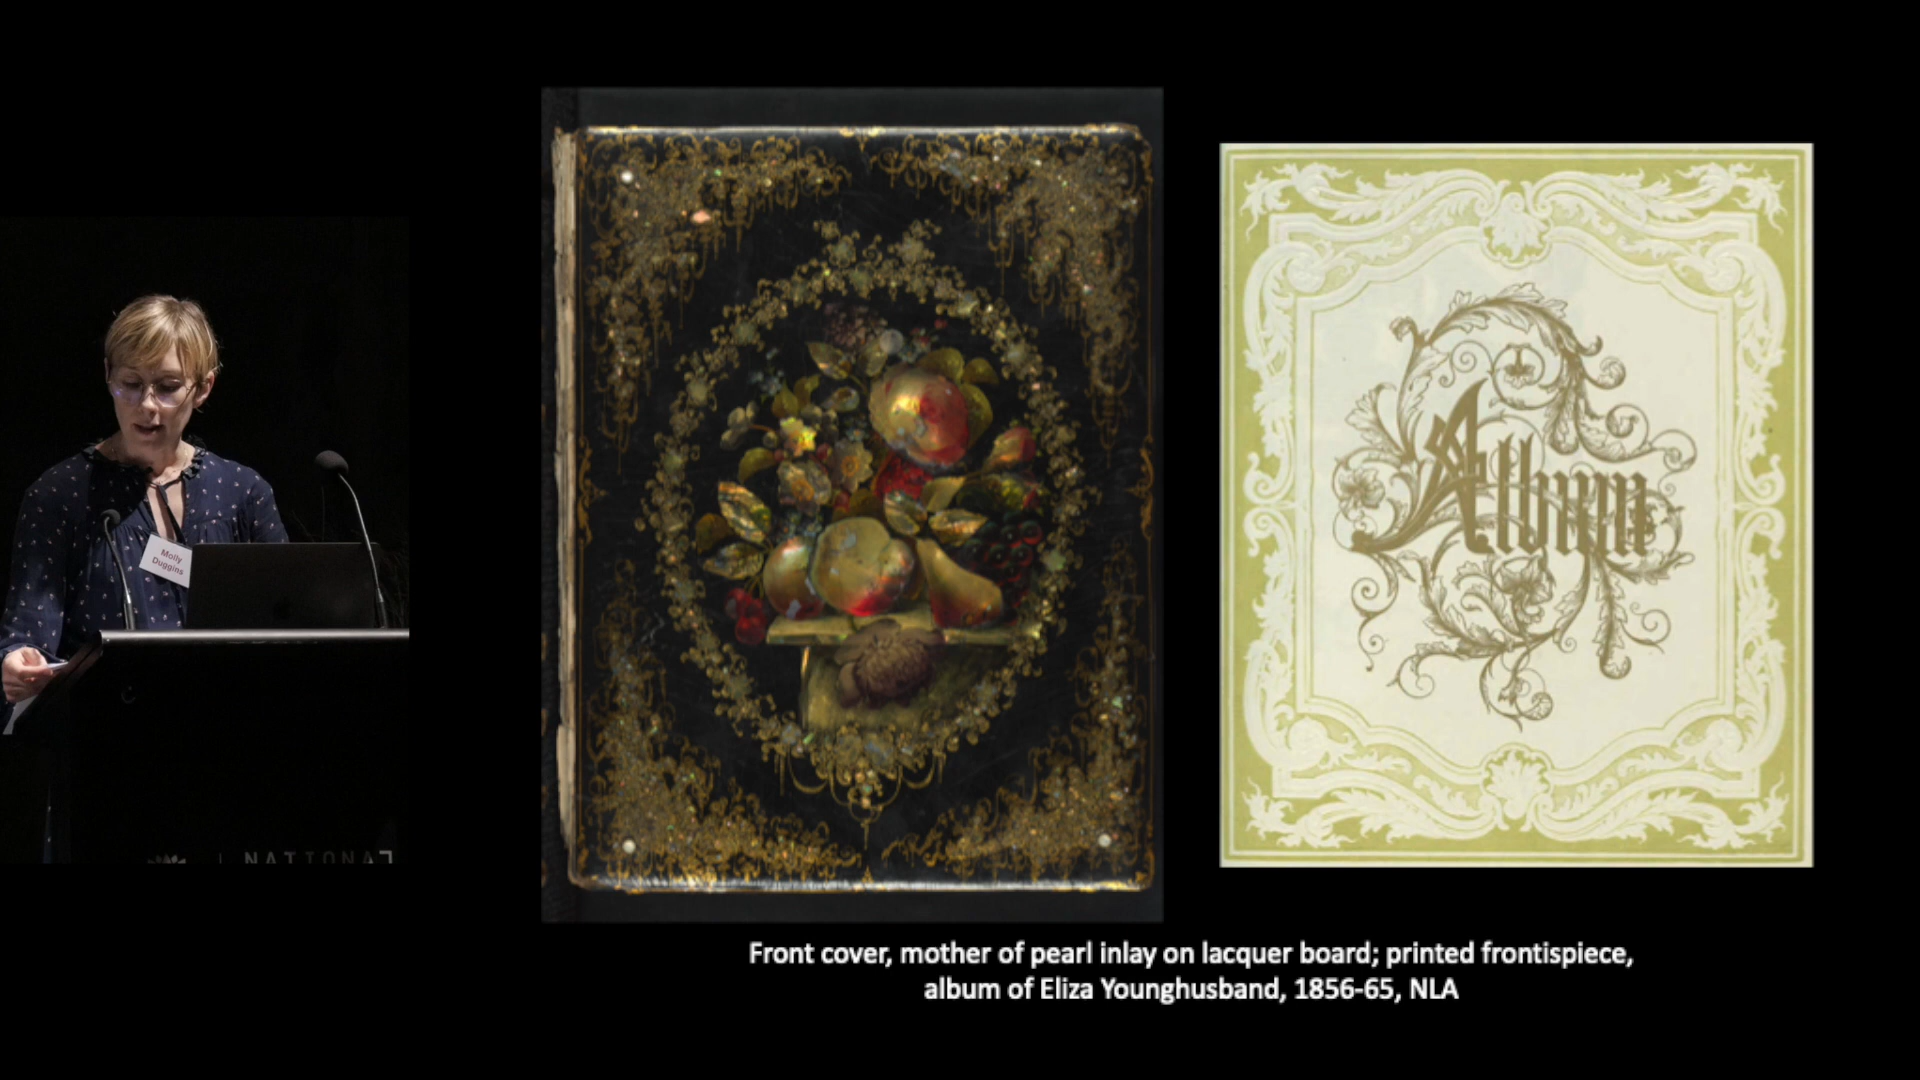 Molly
Duggins
| NATIONAL
Album
Front cover, mother of pearl inlay on lacquer board; printed frontispiece,
album of Eliza Younghusband, 1856-65, NLA